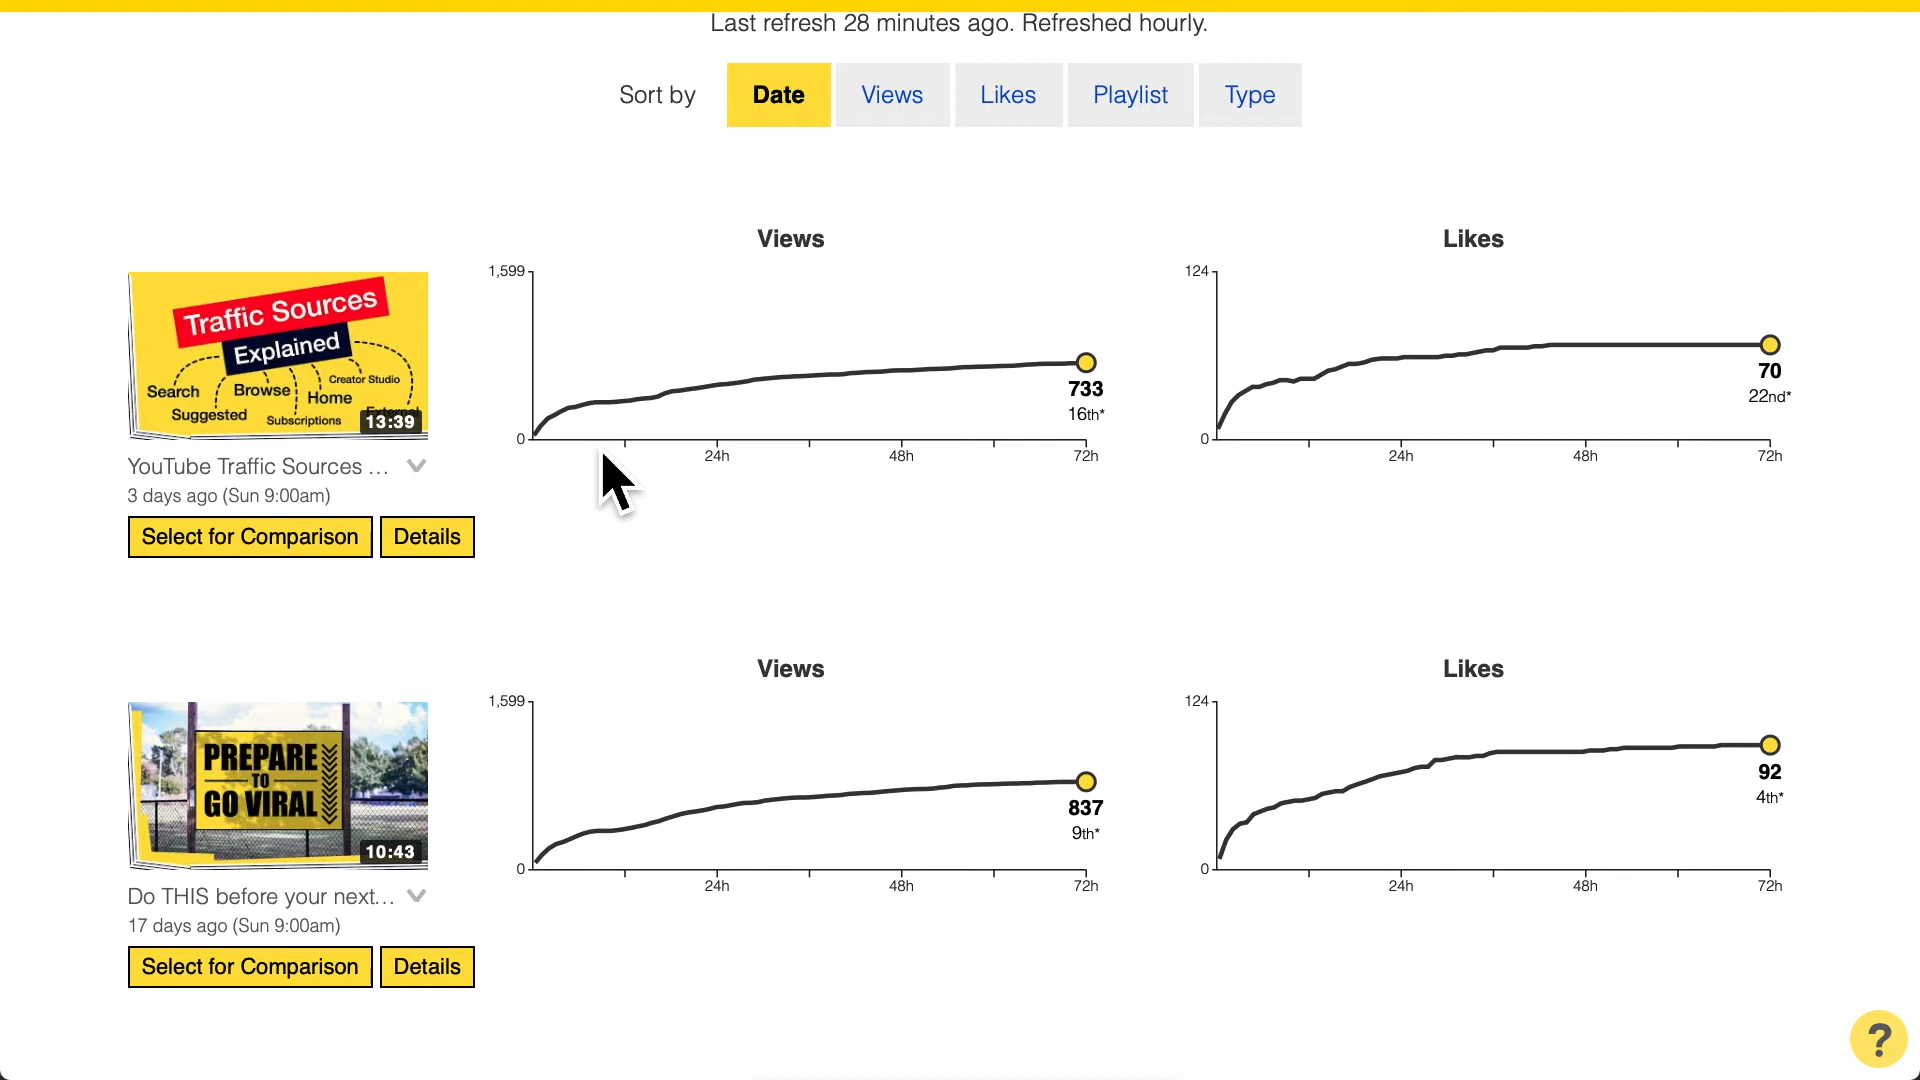 Last refresh 28 minutes ago. Refreshed hourly.
Sort by Date Views Likes Playlist Type
Views
Likes
1,599
0
24h 48h 72h
733
16th*
124
0
24h 48h 72h
70
22nd*
Traffic Sources
Explained
Search
Browse
Creator Studio
Home
Suggested
Subscriptions
External
13:39
YouTube Traffic Sources ...
3 days ago (Sun 9:00am)
Select for Comparison
Details
Views
Likes
1,599
0
24h 48h 72h
837
9th*
124
0
24h 48h 72h
92
4th*
PREPARE
TO
GO VIRAL
10:43
Do THIS before your next...
17 days ago (Sun 9:00am)
Select for Comparison
Details
?